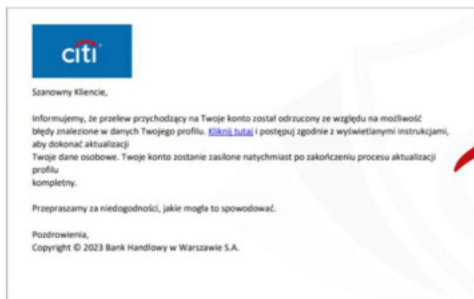 citi
Szanowny Kliencie,
Informujemy, że przelew przychodzący na Twoje konto został odrzucony ze względu na możliwość
błędy znalezione w danych Twojego profilu. Kliknij tutaj i postępuj zgodnie z wyświetlanymi instrukcjami,
aby dokonać aktualizacji
Twoje dane osobowe. Twoje konto zostanie zasilone natychmiast po zakończeniu procesu aktualizacji
profilu
kompletny.
Przepraszamy za niedogodności, jakie mogła to spowodować.
Pozdrowienia,
Copyright © 2023 Bank Handlowy w Warszawie S.A.